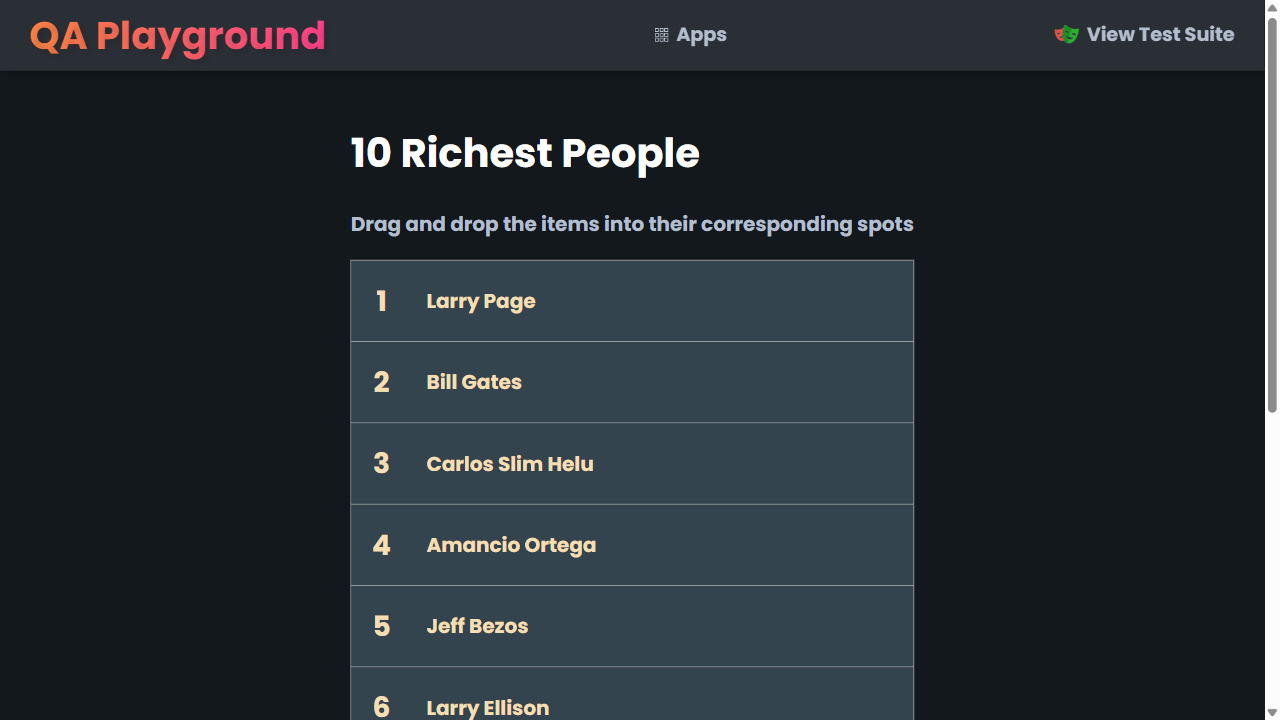 QA Playground
Apps
View Test Suite
10 Richest People
Drag and drop the items into their corresponding spots
1 Larry Page
2 Bill Gates
3 Carlos Slim Helu
4 Amancio Ortega
5 Jeff Bezos
6 Larry Ellison